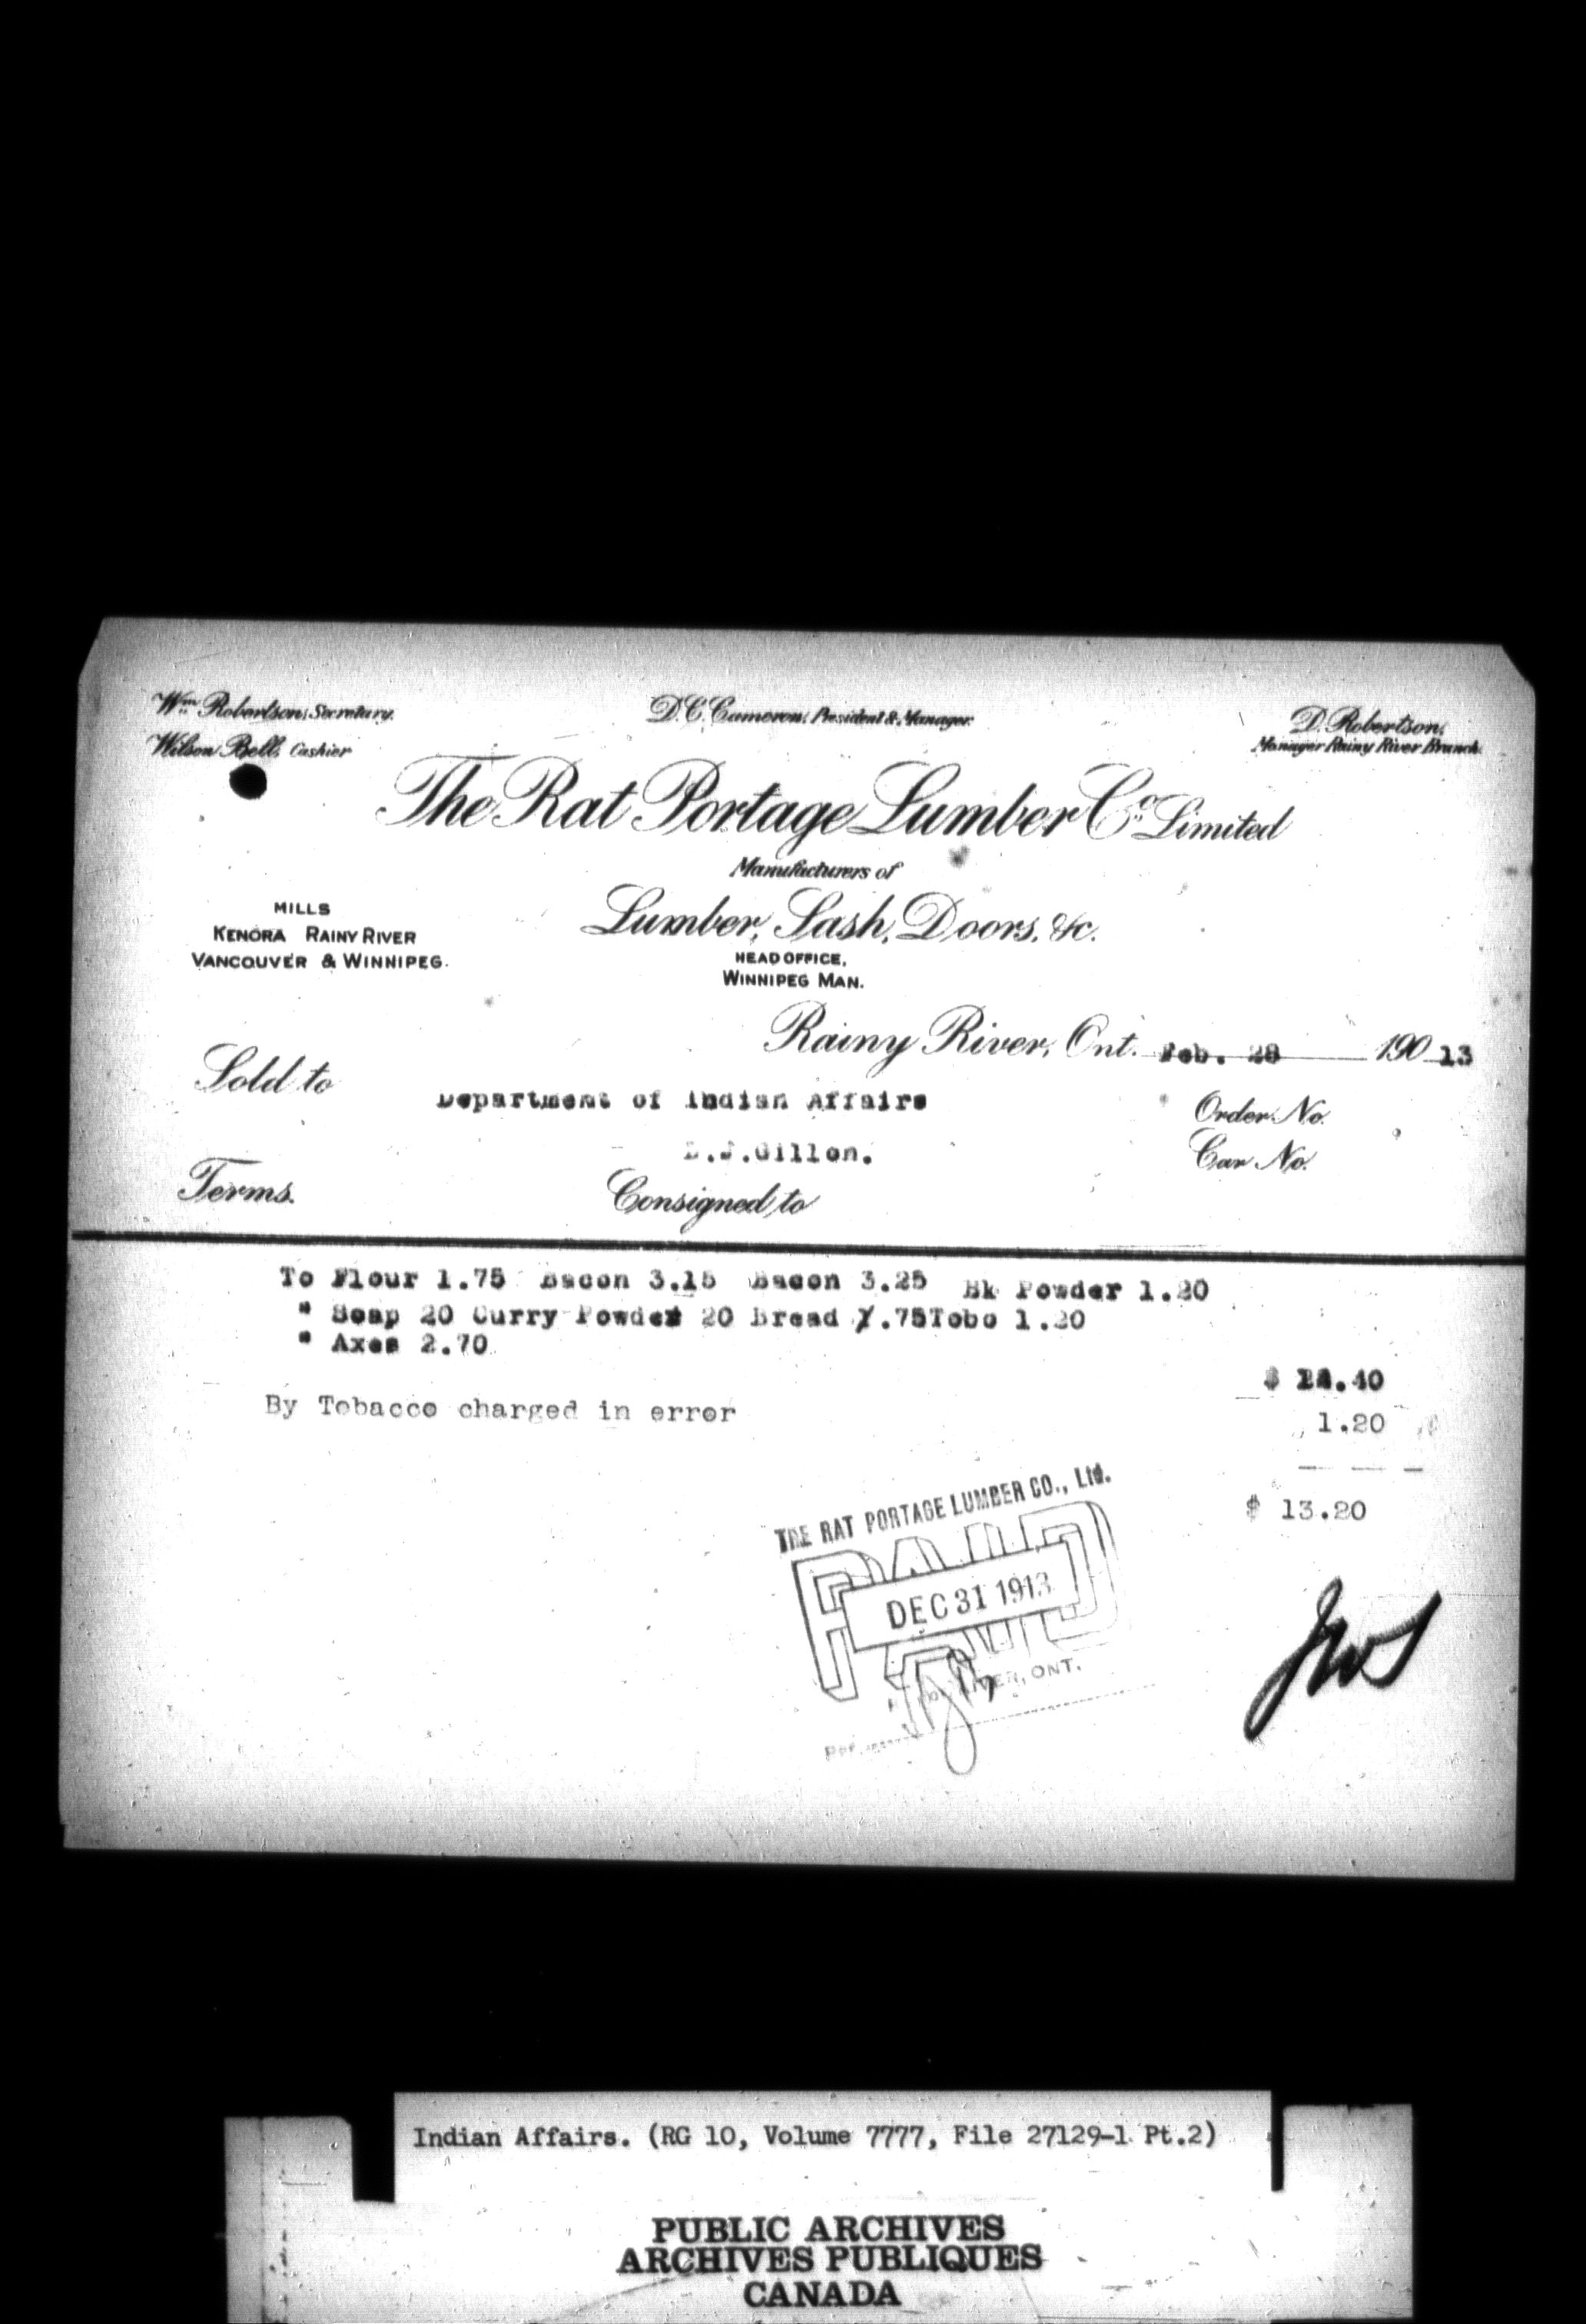 Wm Robertson, Secretary.
D.C. Cameron, President & Manager.
D. Robertson,
Wilson Bell, Cashier
Manager Rainy River Branch.
The Rat Portage Lumber Co. Limited
Manufacturers of
Lumber, Sash, Doors, &c.
MILLS
KENORA RAINY RIVER
VANCOUVER & WINNIPEG.
HEAD OFFICE,
WINNIPEG MAN.
Rainy River, Ont. Feb. 28 190 13
Sold to
Department of Indian Affairs
Order No.
D.J.Gillon.
Car No.
Terms.
Consigned to
To Flour 1.75 Bacon 3.15 Bacon 3.25 Bk Powder 1.20
" Soap 20 Curry Powder 20 Bread .75 Tobo 1.20
" Axes 2.70
$ 14.40
By Tobacco charged in error
1.20
$ 13.20
THE RAT PORTAGE LUMBER CO., Ltd.
PAID
DEC 31 1913
RIVER, ONT.
Per
Indian Affairs. (RG 10, Volume 7777, File 27129-1 Pt.2)
PUBLIC ARCHIVES
ARCHIVES PUBLIQUES
CANADA